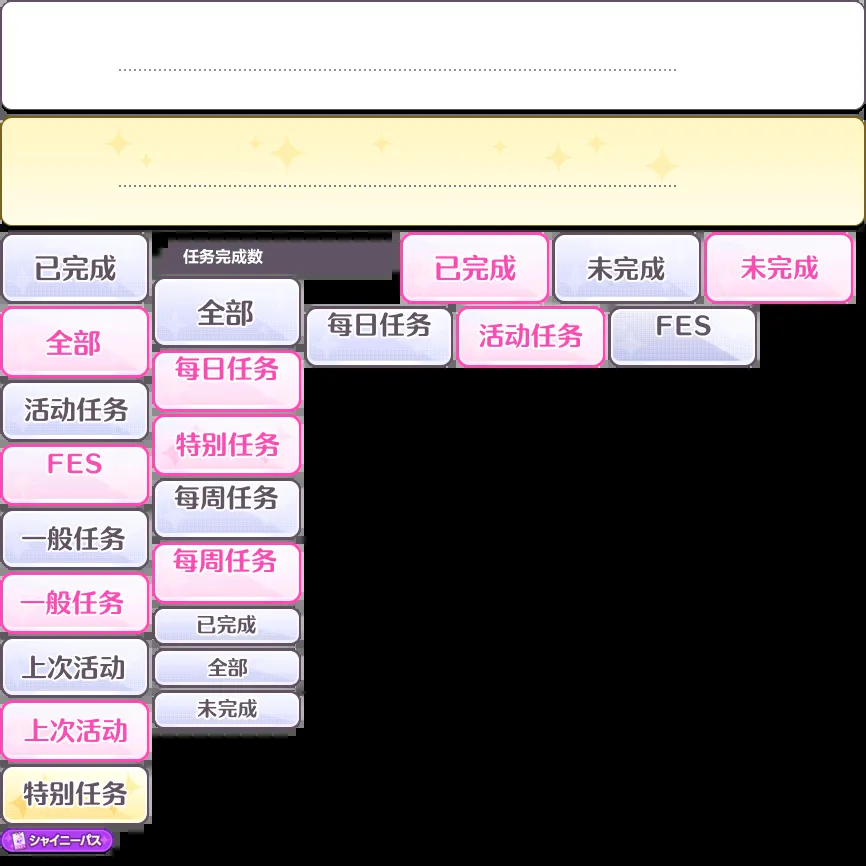 已完成
任务完成数
已完成
未完成
未完成
全部
全部
每日任务
活动任务
FES
活动任务
每日任务
FES
特别任务
一般任务
每周任务
一般任务
每周任务
上次活动
已完成
全部
上次活动
未完成
特别任务
シャイニーパス